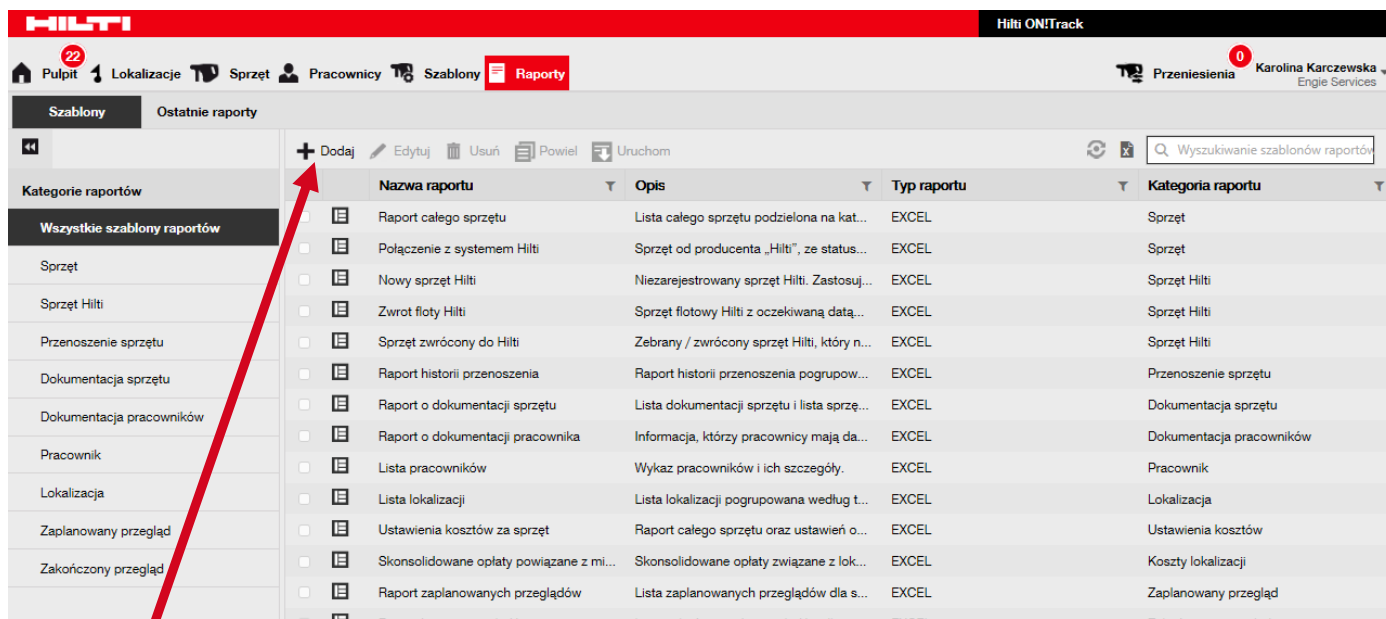 HILTI
Hilti ON!Track
22
0
Pulpit Lokalizacje Sprzęt Pracownicy Szablony Raporty Przeniesienia Karolina Karczewska
Engie Services
Szablony Ostatnie raporty
Dodaj Edytuj Usuń Powiel Uruchom Wyszukiwanie szablonów raportów
Kategorie raportów
Nazwa raportu Opis Typ raportu Kategoria raportu
Wszystkie szablony raportów
Sprzęt
Sprzęt Hilti
Przenoszenie sprzętu
Dokumentacja sprzętu
Dokumentacja pracowników
Pracownik
Lokalizacja
Zaplanowany przegląd
Zakończony przegląd
Raport całego sprzętu Lista całego sprzętu podzielona na kat... EXCEL Sprzęt
Połączenie z systemem Hilti Sprzęt od producenta „Hilti”, ze status... EXCEL Sprzęt
Nowy sprzęt Hilti Niezarejestrowany sprzęt Hilti. Zastosuj... EXCEL Sprzęt Hilti
Zwrot floty Hilti Sprzęt flotowy Hilti z oczekiwaną datą... EXCEL Sprzęt Hilti
Sprzęt zwrócony do Hilti Zebrany / zwrócony sprzęt Hilti, który n... EXCEL Sprzęt Hilti
Raport historii przenoszenia Raport historii przenoszenia pogrupow... EXCEL Przenoszenie sprzętu
Raport o dokumentacji sprzętu Lista dokumentacji sprzętu i lista sprzę... EXCEL Dokumentacja sprzętu
Raport o dokumentacji pracownika Informacja, którzy pracownicy mają da... EXCEL Dokumentacja pracowników
Lista pracowników Wykaz pracowników i ich szczegóły. EXCEL Pracownik
Lista lokalizacji Lista lokalizacji pogrupowana według t... EXCEL Lokalizacja
Ustawienia kosztów za sprzęt Raport całego sprzętu oraz ustawień o... EXCEL Ustawienia kosztów
Skonsolidowane opłaty powiązane z mi... Skonsolidowane opłaty związane z lok... EXCEL Koszty lokalizacji
Raport zaplanowanych przeglądów Lista zaplanowanych przeglądów dla s... EXCEL Zaplanowany przegląd